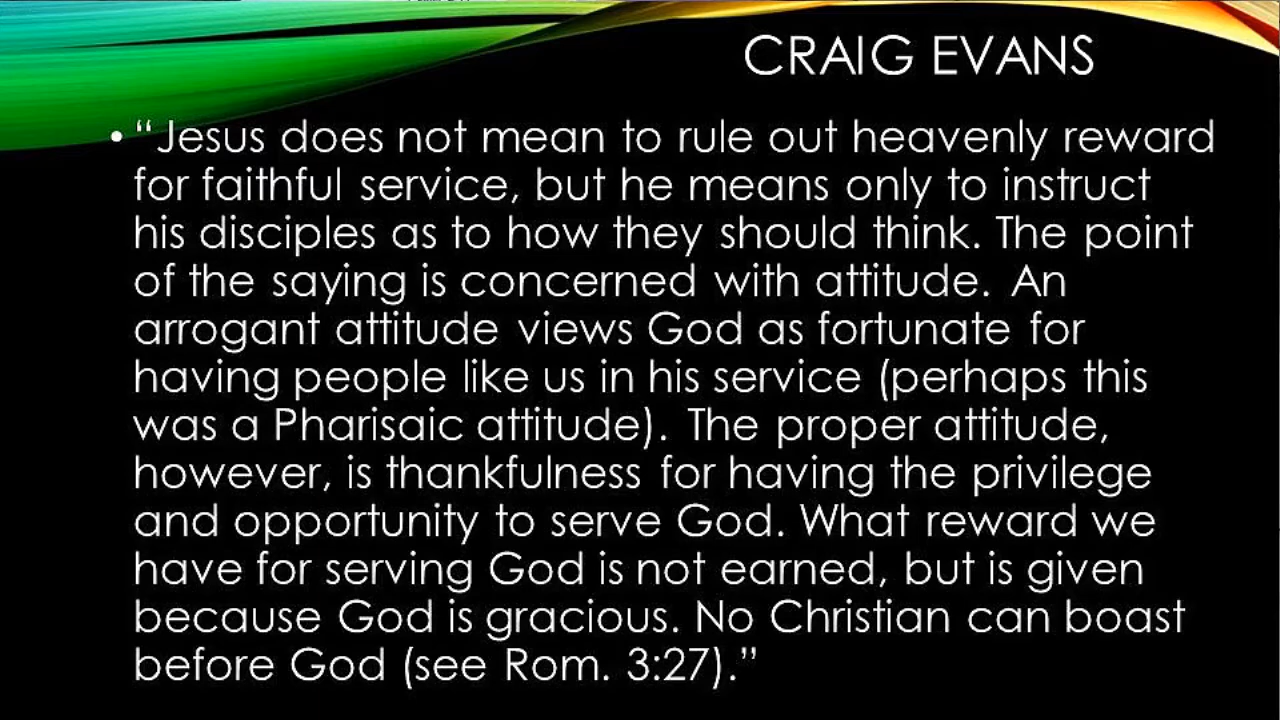 CRAIG EVANS
• “Jesus does not mean to rule out heavenly reward
for faithful service, but he means only to instruct
his disciples as to how they should think. The point
of the saying is concerned with attitude. An
arrogant attitude views God as fortunate for
having people like us in his service (perhaps this
was a Pharisaic attitude). The proper attitude,
however, is thankfulness for having the privilege
and opportunity to serve God. What reward we
have for serving God is not earned, but is given
because God is gracious. No Christian can boast
before God (see Rom. 3:27).”